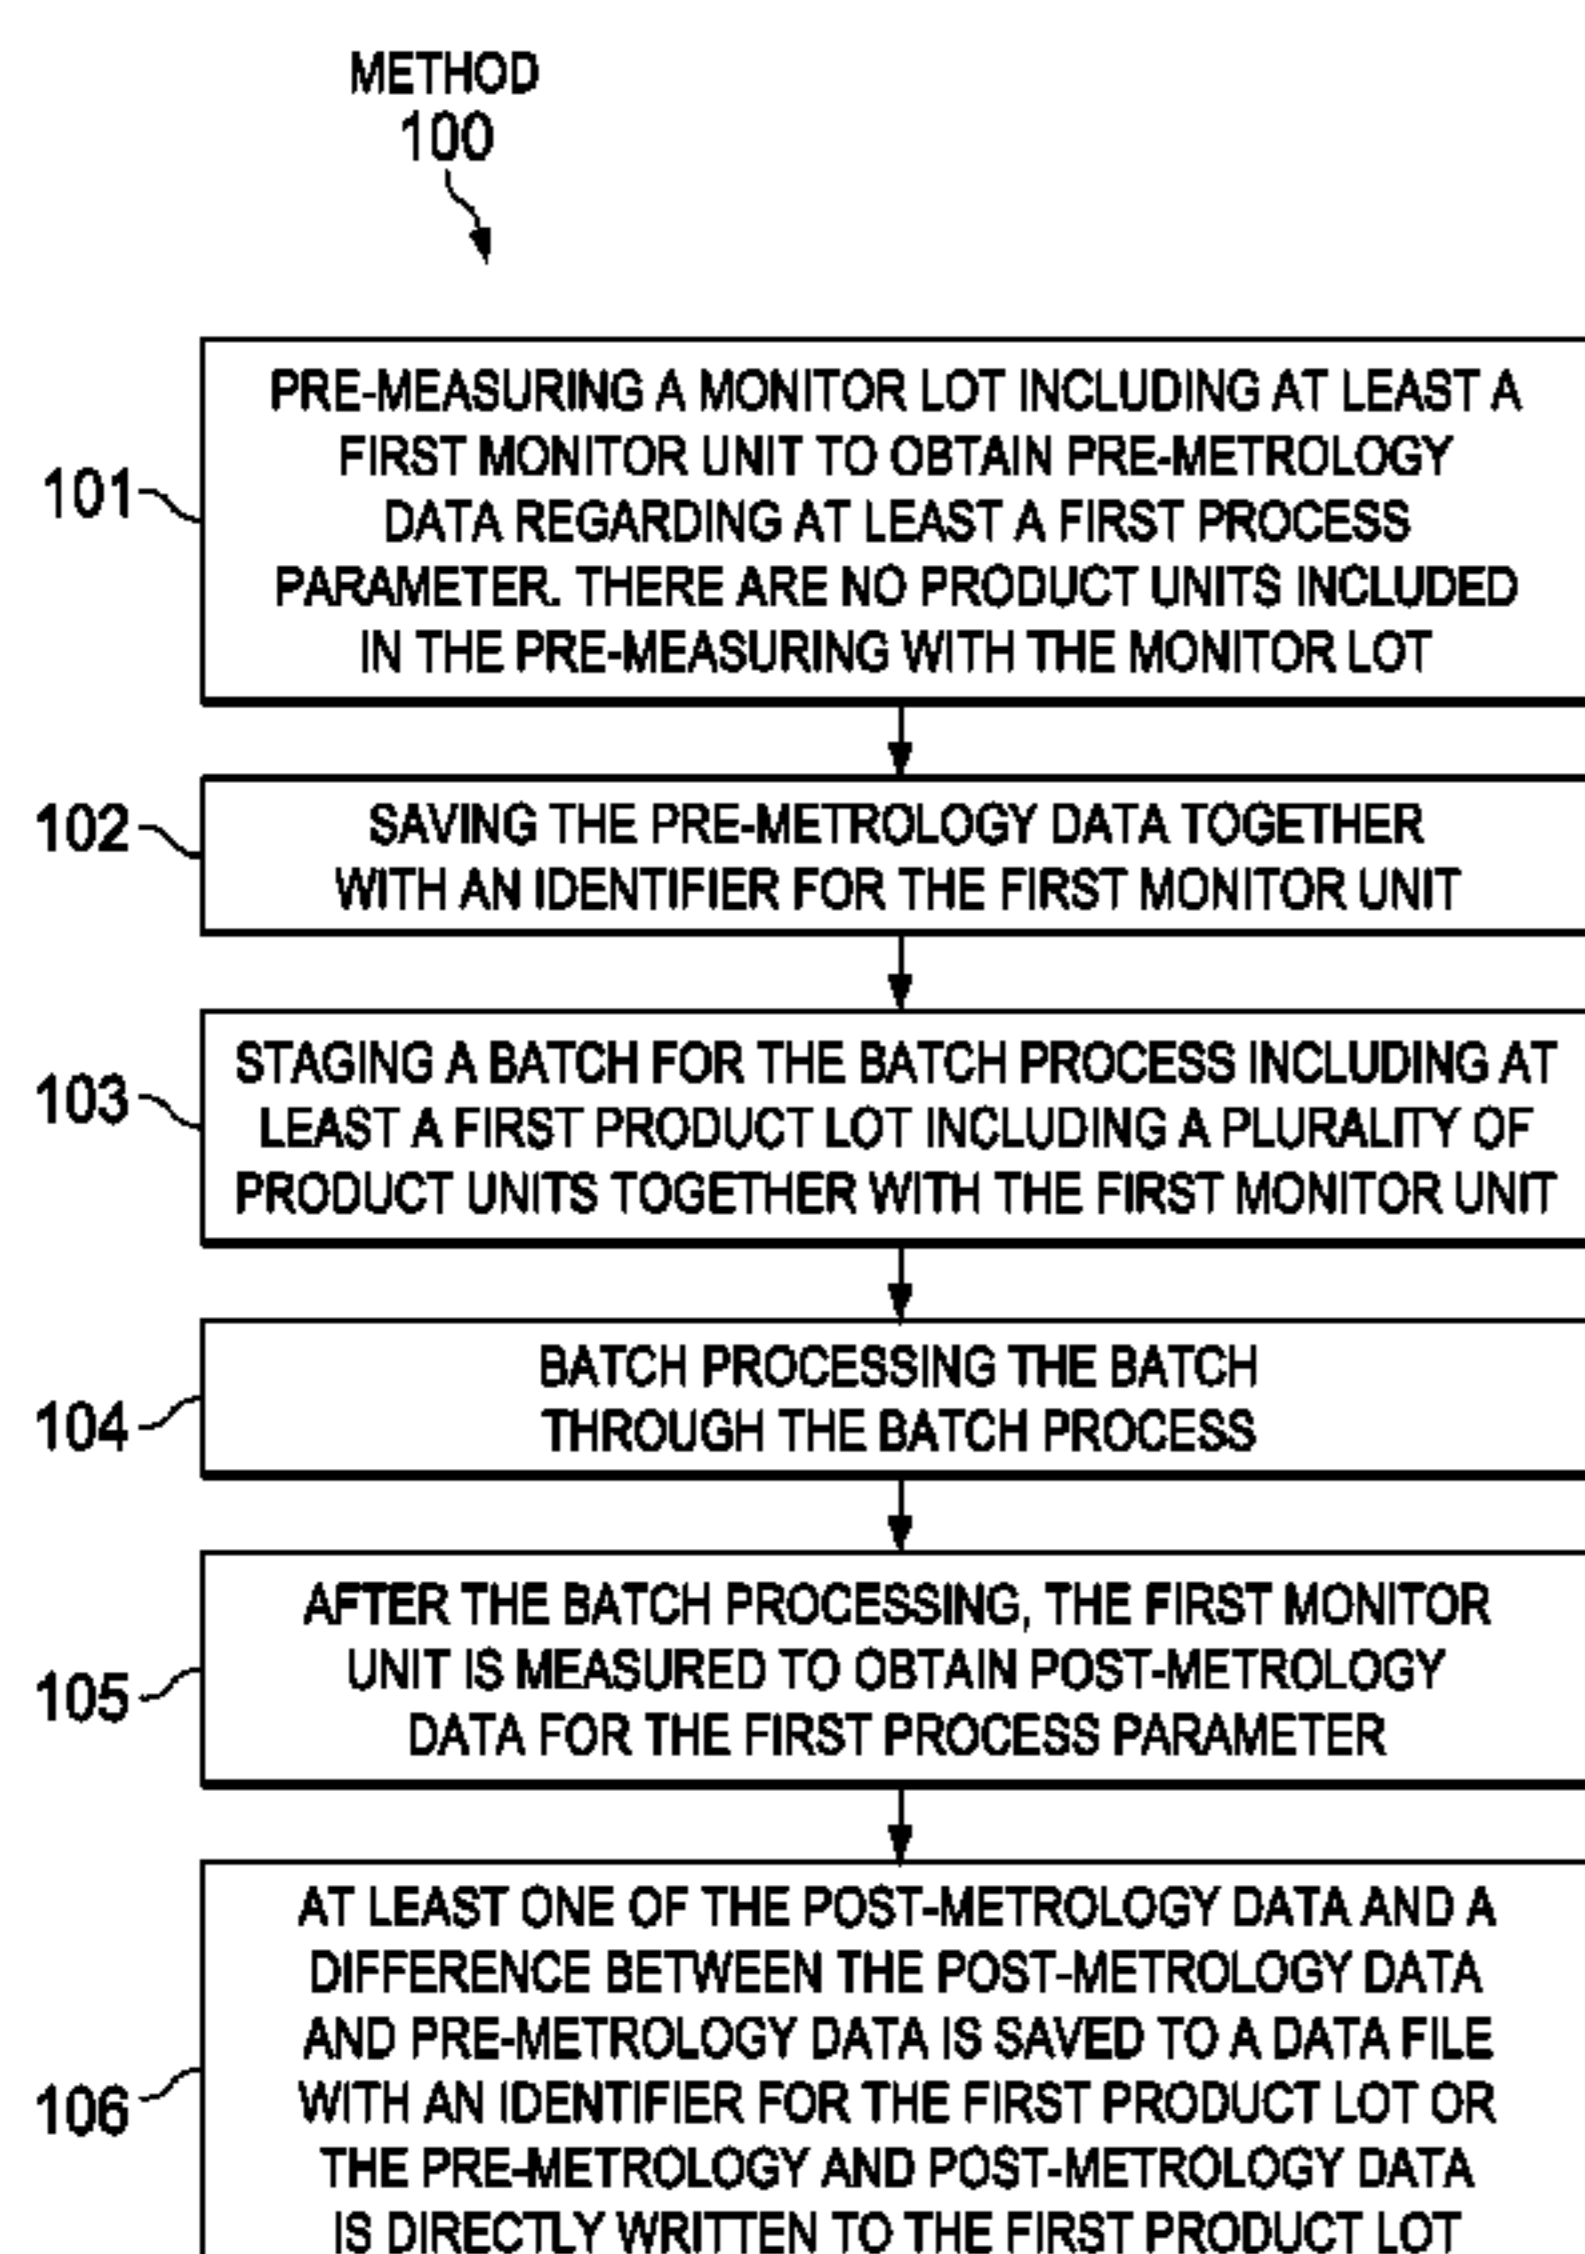 METHOD
100
101
PRE-MEASURING A MONITOR LOT INCLUDING AT LEAST A
FIRST MONITOR UNIT TO OBTAIN PRE-METROLOGY
DATA REGARDING AT LEAST A FIRST PROCESS
PARAMETER. THERE ARE NO PRODUCT UNITS INCLUDED
IN THE PRE-MEASURING WITH THE MONITOR LOT
102
SAVING THE PRE-METROLOGY DATA TOGETHER
WITH AN IDENTIFIER FOR THE FIRST MONITOR UNIT
103
STAGING A BATCH FOR THE BATCH PROCESS INCLUDING AT
LEAST A FIRST PRODUCT LOT INCLUDING A PLURALITY OF
PRODUCT UNITS TOGETHER WITH THE FIRST MONITOR UNIT
104
BATCH PROCESSING THE BATCH
THROUGH THE BATCH PROCESS
105
AFTER THE BATCH PROCESSING, THE FIRST MONITOR
UNIT IS MEASURED TO OBTAIN POST-METROLOGY
DATA FOR THE FIRST PROCESS PARAMETER
106
AT LEAST ONE OF THE POST-METROLOGY DATA AND A
DIFFERENCE BETWEEN THE POST-METROLOGY DATA
AND PRE-METROLOGY DATA IS SAVED TO A DATA FILE
WITH AN IDENTIFIER FOR THE FIRST PRODUCT LOT OR
THE PRE-METROLOGY AND POST-METROLOGY DATA
IS DIRECTLY WRITTEN TO THE FIRST PRODUCT LOT